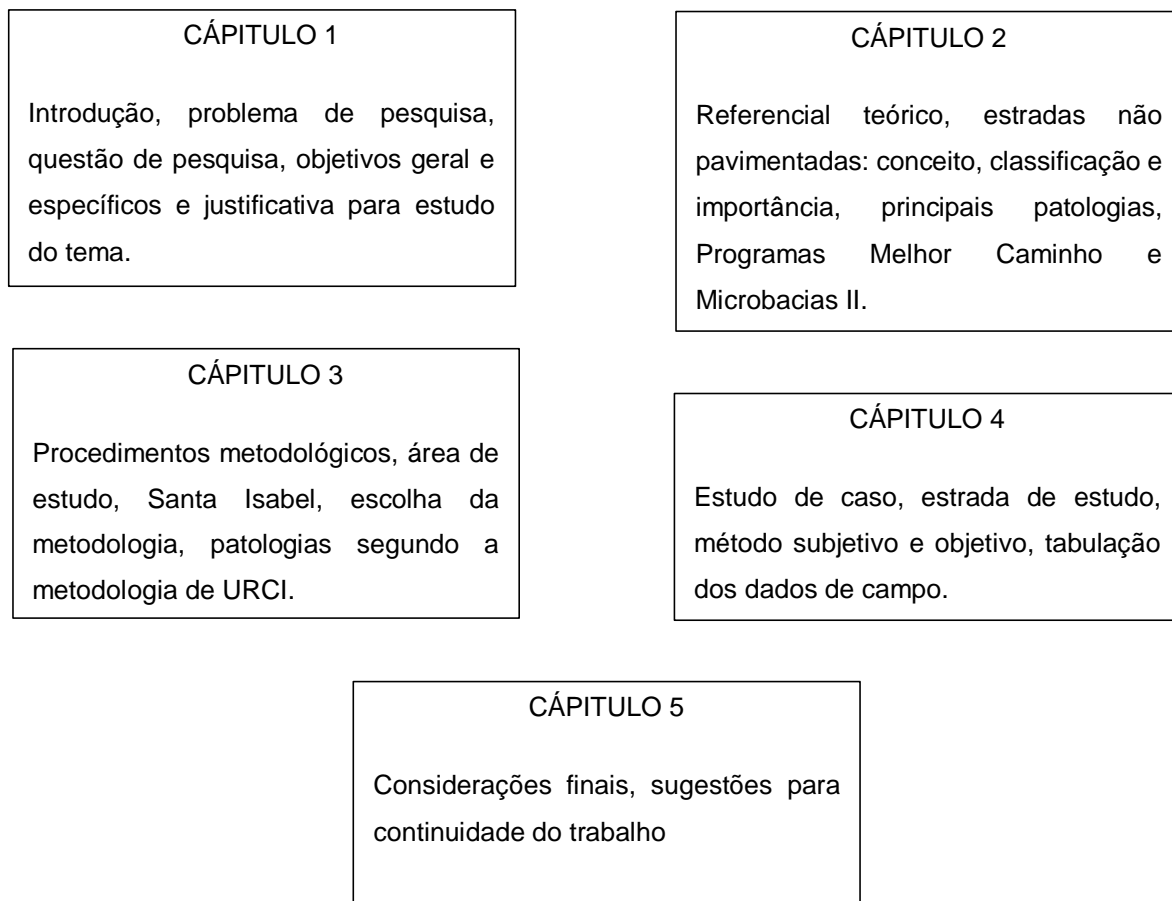 CÁPITULO 1
Introdução, problema de pesquisa,
questão de pesquisa, objetivos geral e
específicos e justificativa para estudo
do tema.
CÁPITULO 2
Referencial teórico, estradas não
pavimentadas: conceito, classificação e
importância, principais patologias,
Programas Melhor Caminho e
Microbacias II.
CÁPITULO 3
Procedimentos metodológicos, área de
estudo, Santa Isabel, escolha da
metodologia, patologias segundo a
metodologia de URCI.
CÁPITULO 4
Estudo de caso, estrada de estudo,
método subjetivo e objetivo, tabulação
dos dados de campo.
CÁPITULO 5
Considerações finais, sugestões para
continuidade do trabalho